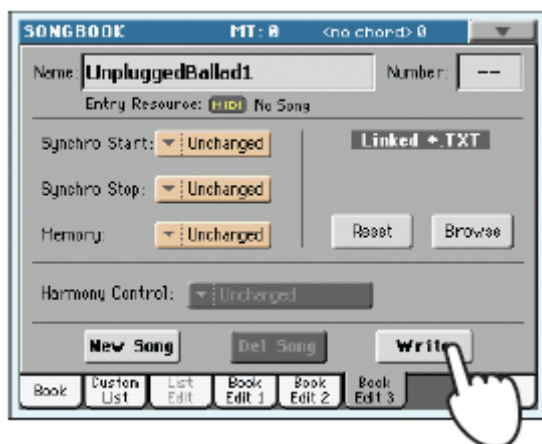 SONGBOOK MT: 0 <no chord> 0
Name: UnpluggedBallad1 Number: --
Entry Resource: MIDI No Song
Synchro Start: Unchanged Linked *.TXT
Synchro Stop: Unchanged
Memory: Unchanged Reset Browse
Harmony Control: Unchanged
New Song Del Song Write
Book Custom List List Edit Book Edit 1 Book Edit 2 Book Edit 3